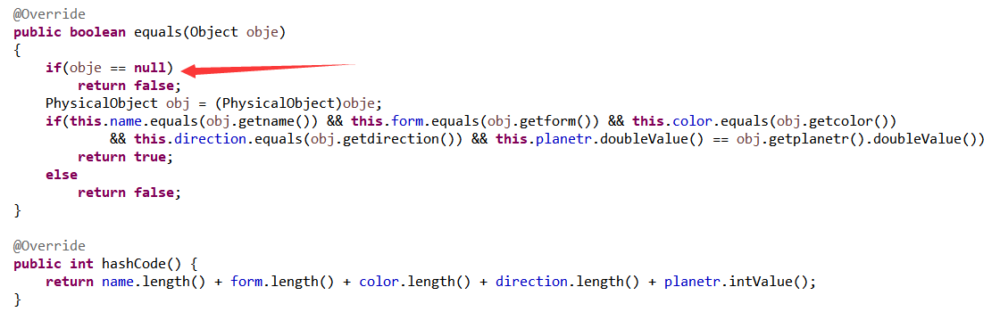 @Override
public boolean equals(Object obje)
{
    if(obje == null)
        return false;
    PhysicalObject obj = (PhysicalObject)obje;
    if(this.name.equals(obj.getname()) && this.form.equals(obj.getform()) && this.color.equals(obj.getcolor())
            && this.direction.equals(obj.getdirection()) && this.planetr.doubleValue() == obj.getplanetr().doubleValue())
        return true;
    else
        return false;
}
@Override
public int hashCode() {
    return name.length() + form.length() + color.length() + direction.length() + planetr.intValue();
}